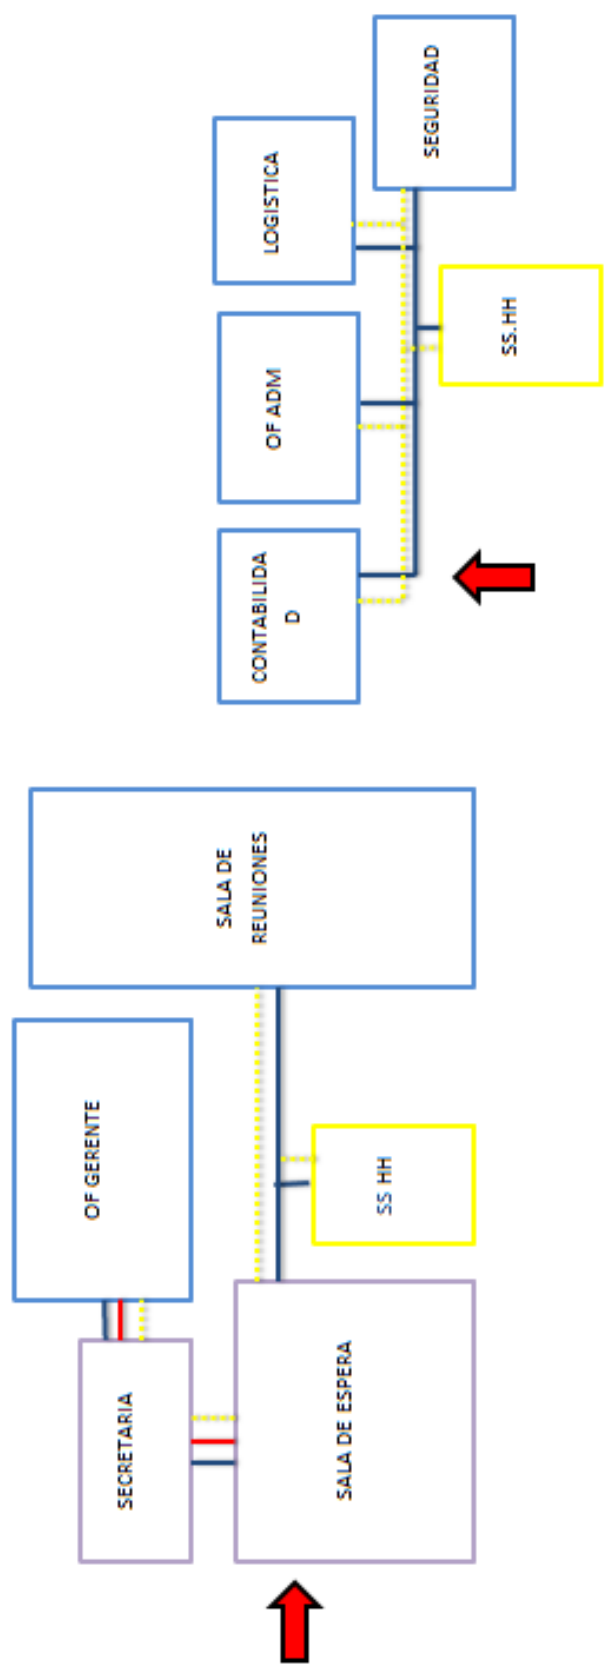 SECRETARIA
OF GERENTE
SALA DE ESPERA
SS HH
SALA DE
REUNIONES
CONTABILIDA
D
OF ADM
LOGISTICA
SEGURIDAD
SS.HH